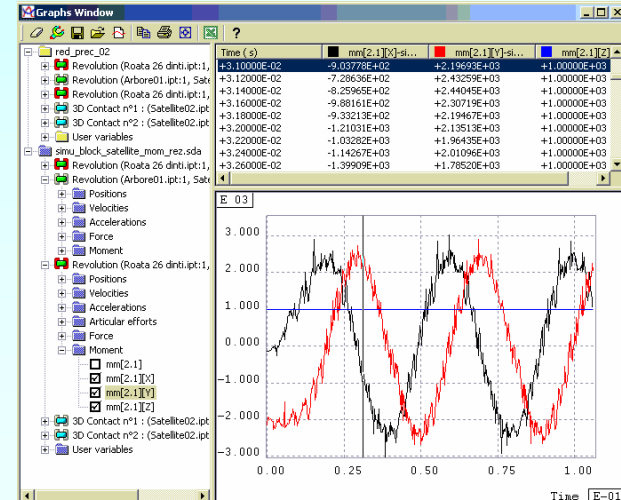 Graphs Window
?
red_prec_02
Revolution (Roata 26 dinti.ipt:1,
Revolution (Arbore01.ipt:1, Sate
Revolution (Roata 26 dinti.ipt:1,
3D Contact n°1 : (Satellite02.ipt
3D Contact n°2 : (Satellite02.ipt
User variables
simu_block_satellite_mom_rez.sda
Revolution (Roata 26 dinti.ipt:1,
Revolution (Arbore01.ipt:1, Sate
Positions
Velocities
Accelerations
Force
Moment
Revolution (Roata 26 dinti.ipt:1,
Positions
Velocities
Accelerations
Articular efforts
Force
Moment
mm[2.1]
mm[2.1][X]
mm[2.1][Y]
mm[2.1][Z]
3D Contact n°1 : (Satellite02.ipt
3D Contact n°2 : (Satellite02.ipt
User variables
Time ( s) mm[2.1][X]-si... mm[2.1][Y]-si... mm[2.1][Z]
+3.10000E-02 -9.03778E+02 +2.19693E+03 +1.00000E+03
+3.12000E-02 -7.28636E+02 +2.43259E+03 +1.00000E+03
+3.14000E-02 -8.25965E+02 +2.44045E+03 +1.00000E+03
+3.16000E-02 -9.88161E+02 +2.30719E+03 +1.00000E+03
+3.18000E-02 -9.33213E+02 +2.19467E+03 +1.00000E+03
+3.20000E-02 -1.21031E+03 +2.13513E+03 +1.00000E+03
+3.22000E-02 -1.03282E+03 +1.96435E+03 +1.00000E+03
+3.24000E-02 -1.14267E+03 +2.01096E+03 +1.00000E+03
+3.26000E-02 -1.39909E+03 +1.78520E+03 +1.00000E+03
E 03
3.000
2.000
1.000
0.000
-1.000
-2.000
-3.000
0.00 0.25 0.50 0.75 1.00
Time E-01